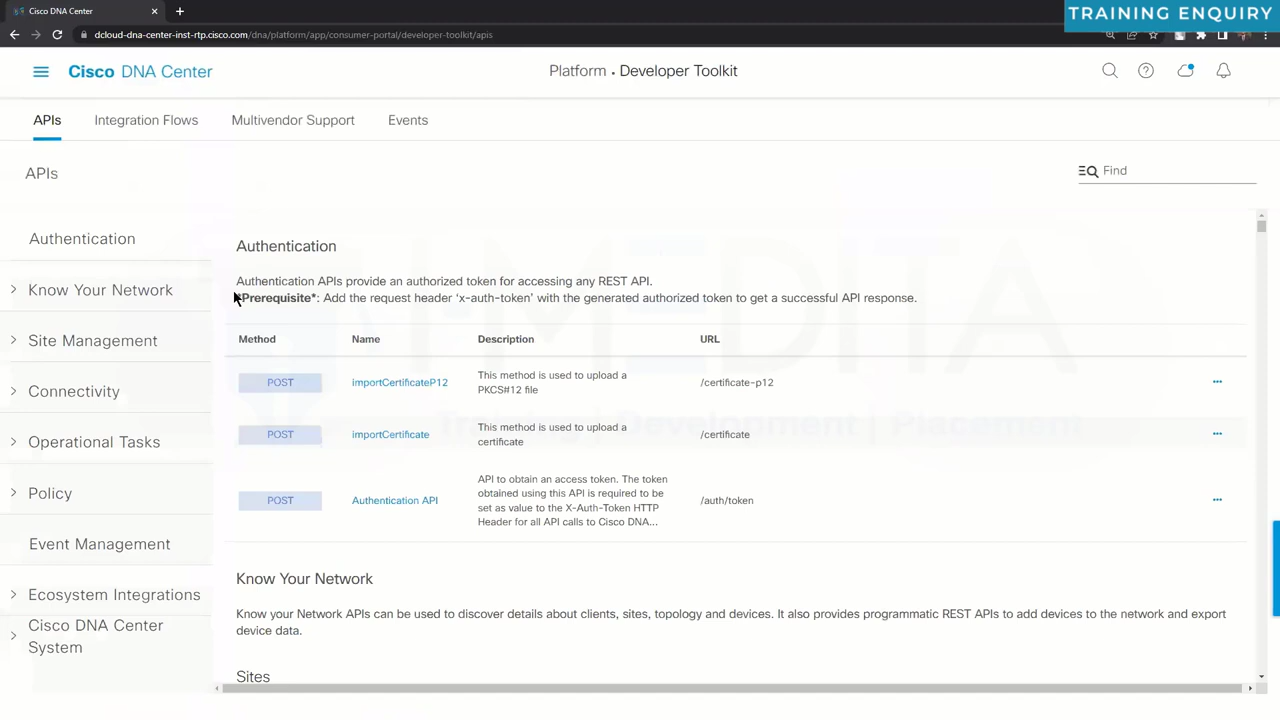 Cisco DNA Center
TRAINING ENQUIRY
dcloud-dna-center-inst-rtp.cisco.com/dna/platform/app/consumer-portal/developer-toolkit/apis
Cisco DNA Center
Platform • Developer Toolkit
APIs
Integration Flows
Multivendor Support
Events
APIs
Find
Authentication
Know Your Network
Site Management
Connectivity
Operational Tasks
Policy
Event Management
Ecosystem Integrations
Cisco DNA Center
System
Authentication
Authentication APIs provide an authorized token for accessing any REST API.
*Prerequisite*: Add the request header ‘x-auth-token’ with the generated authorized token to get a successful API response.
Method Name Description URL
POST importCertificateP12 This method is used to upload a /certificate-p12
PKCS#12 file
POST importCertificate This method is used to upload a /certificate
certificate
API to obtain an access token. The token
obtained using this API is required to be
POST Authentication API set as value to the X-Auth-Token HTTP /auth/token
Header for all API calls to Cisco DNA...
Know Your Network
Know your Network APIs can be used to discover details about clients, sites, topology and devices. It also provides programmatic REST APIs to add devices to the network and export
device data.
Sites
Training | Development | Placement